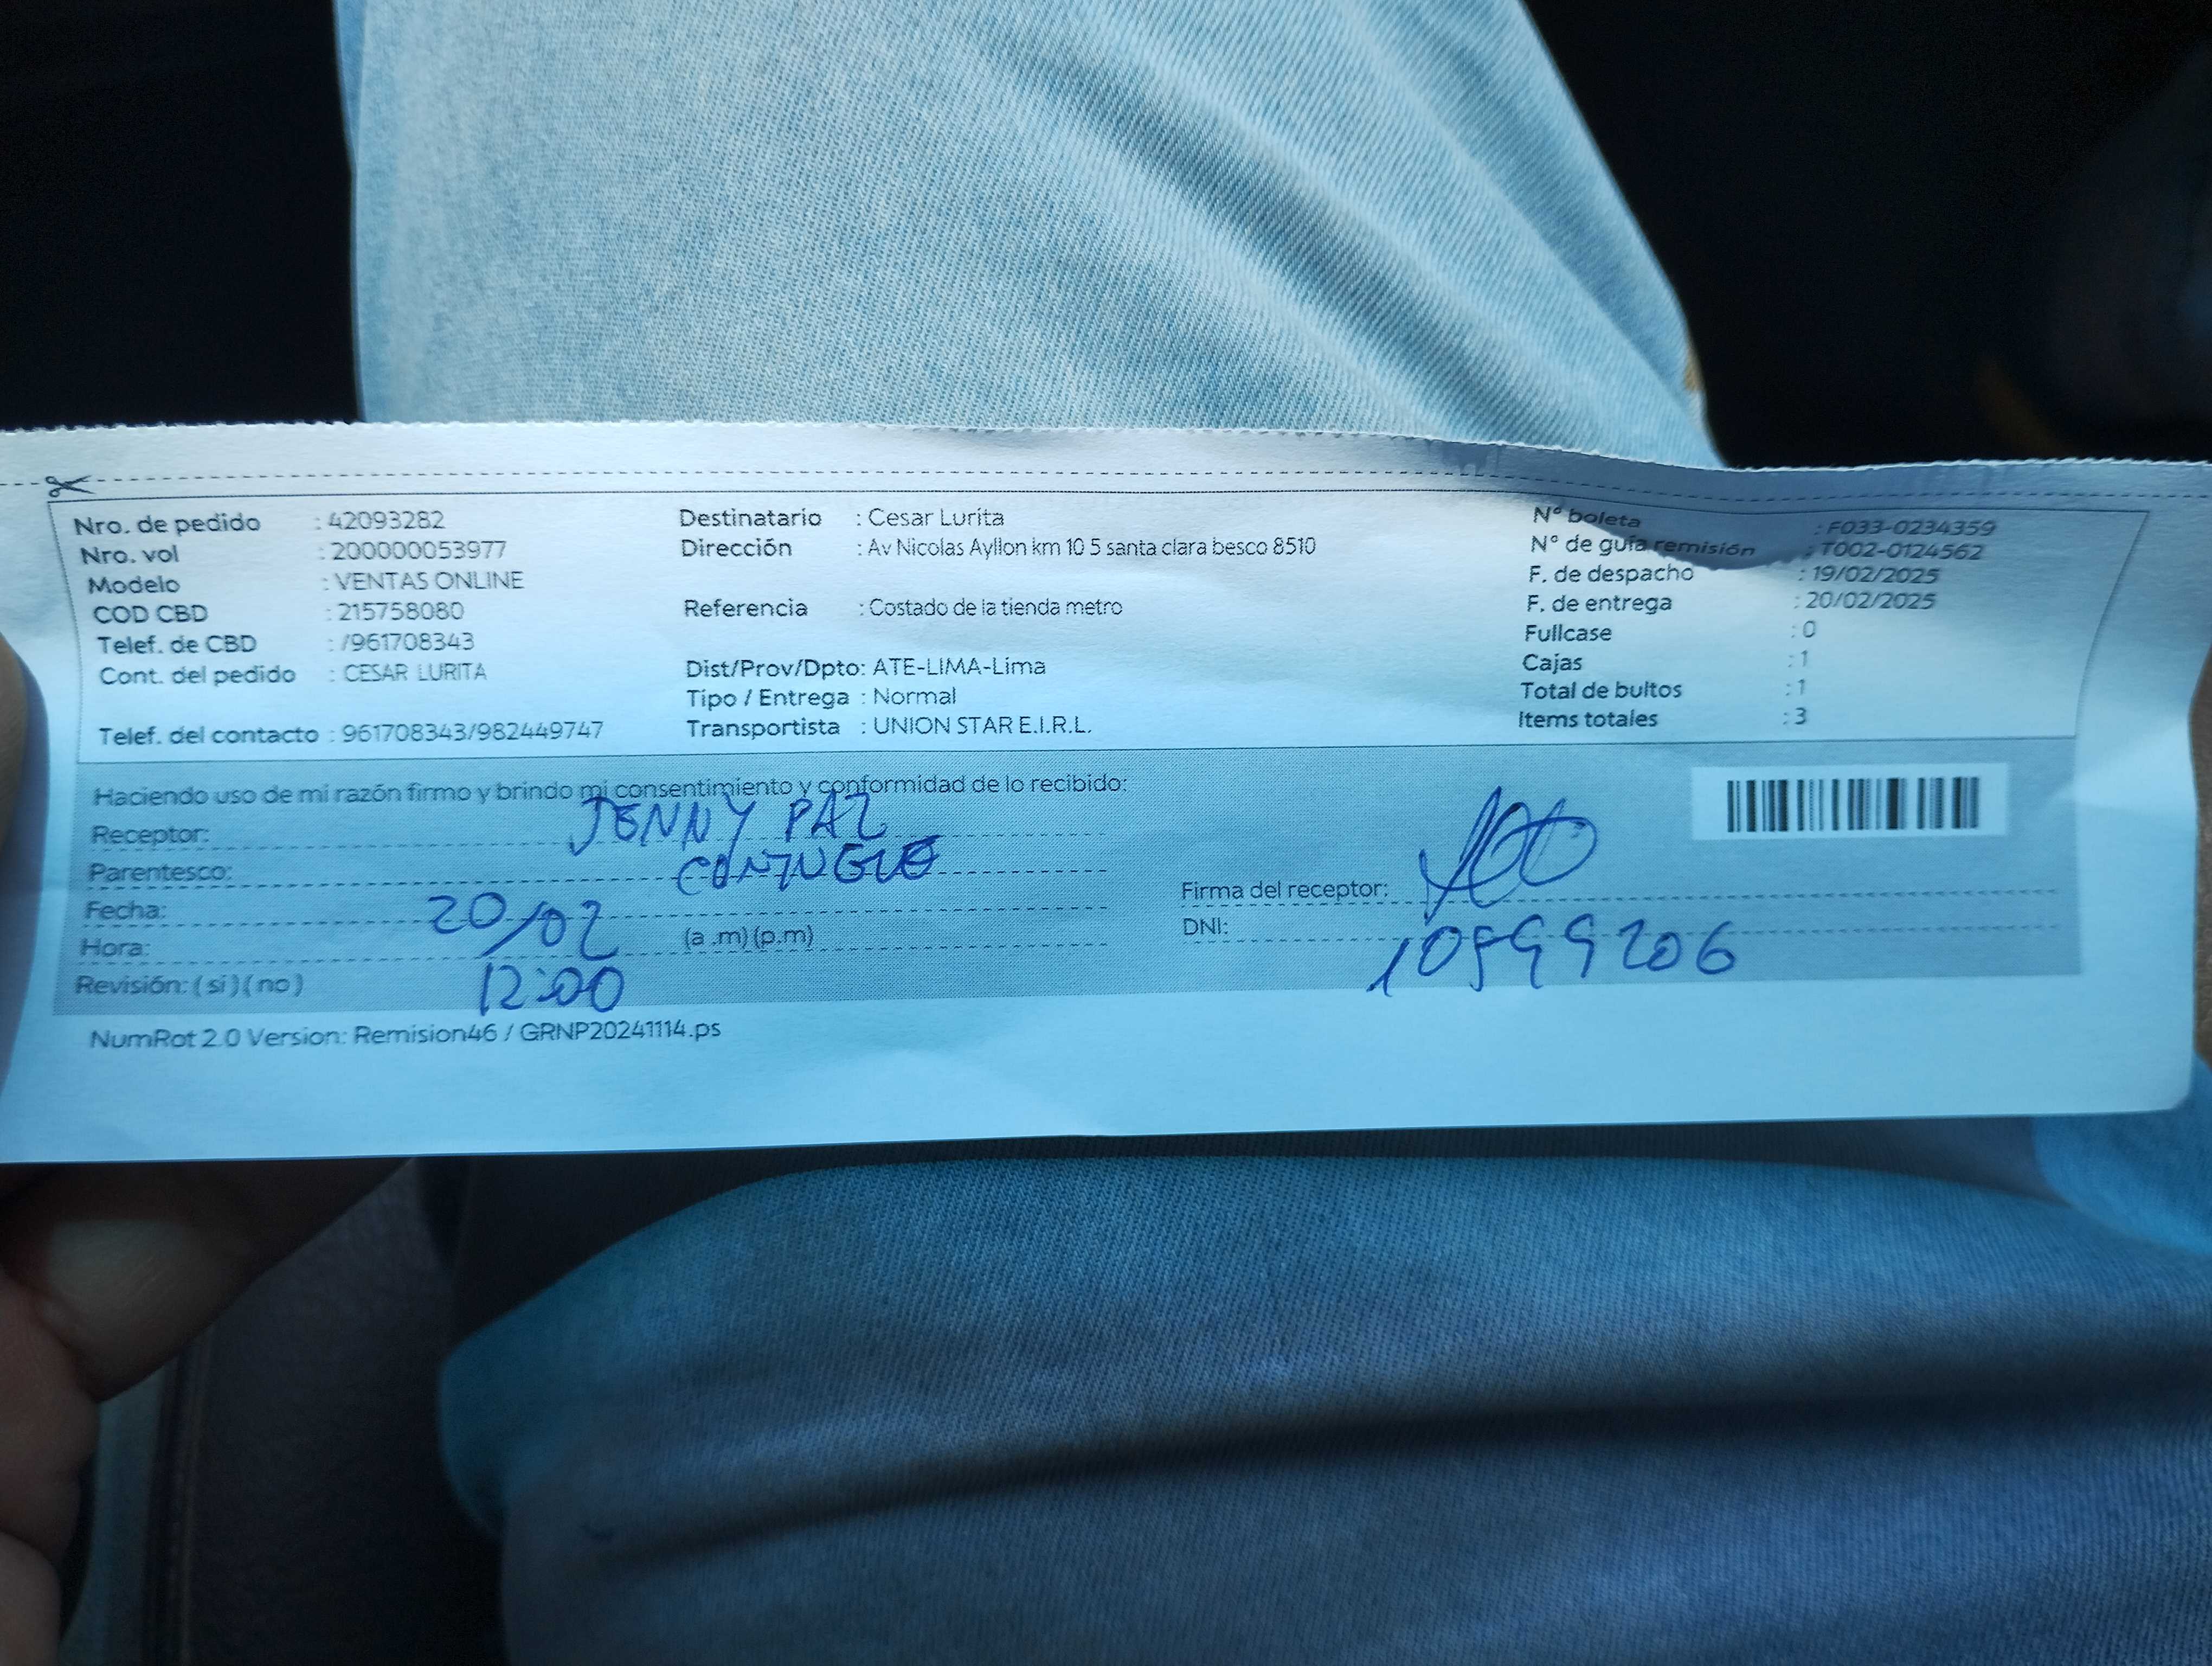 Nro. de pedido : 42093282
Nro. vol : 200000053977
Modelo : VENTAS ONLINE
COD CBD : 215758080
Telef. de CBD : /961708343
Cont. del pedido : CESAR LURITA
Telef. del contacto : 961708343/982449747
Destinatario : Cesar Lurita
Dirección : Av Nicolas Ayllon km 10 5 santa clara besco 8510
Referencia : Costado de la tienda metro
Dist/Prov/Dpto: ATE-LIMA-Lima
Tipo / Entrega : Normal
Transportista : UNION STAR E.I.R.L.
N° boleta : F033-0234359
N° de guía remisión : T002-0124562
F. de despacho : 19/02/2025
F. de entrega : 20/02/2025
Fullcase : 0
Cajas : 1
Total de bultos : 1
Items totales : 3
Haciendo uso de mi razón firmo y brindo mi consentimiento y conformidad de lo recibido:
Receptor: JENNY PAZ
Parentesco: CONYUGUE
Fecha: 20/02
Hora: 12:00 (a .m) (p.m)
Revisión: ( si ) ( no )
Firma del receptor:
DNI: 10599206
NumRot 2.0 Version: Remision46 / GRNP20241114.ps